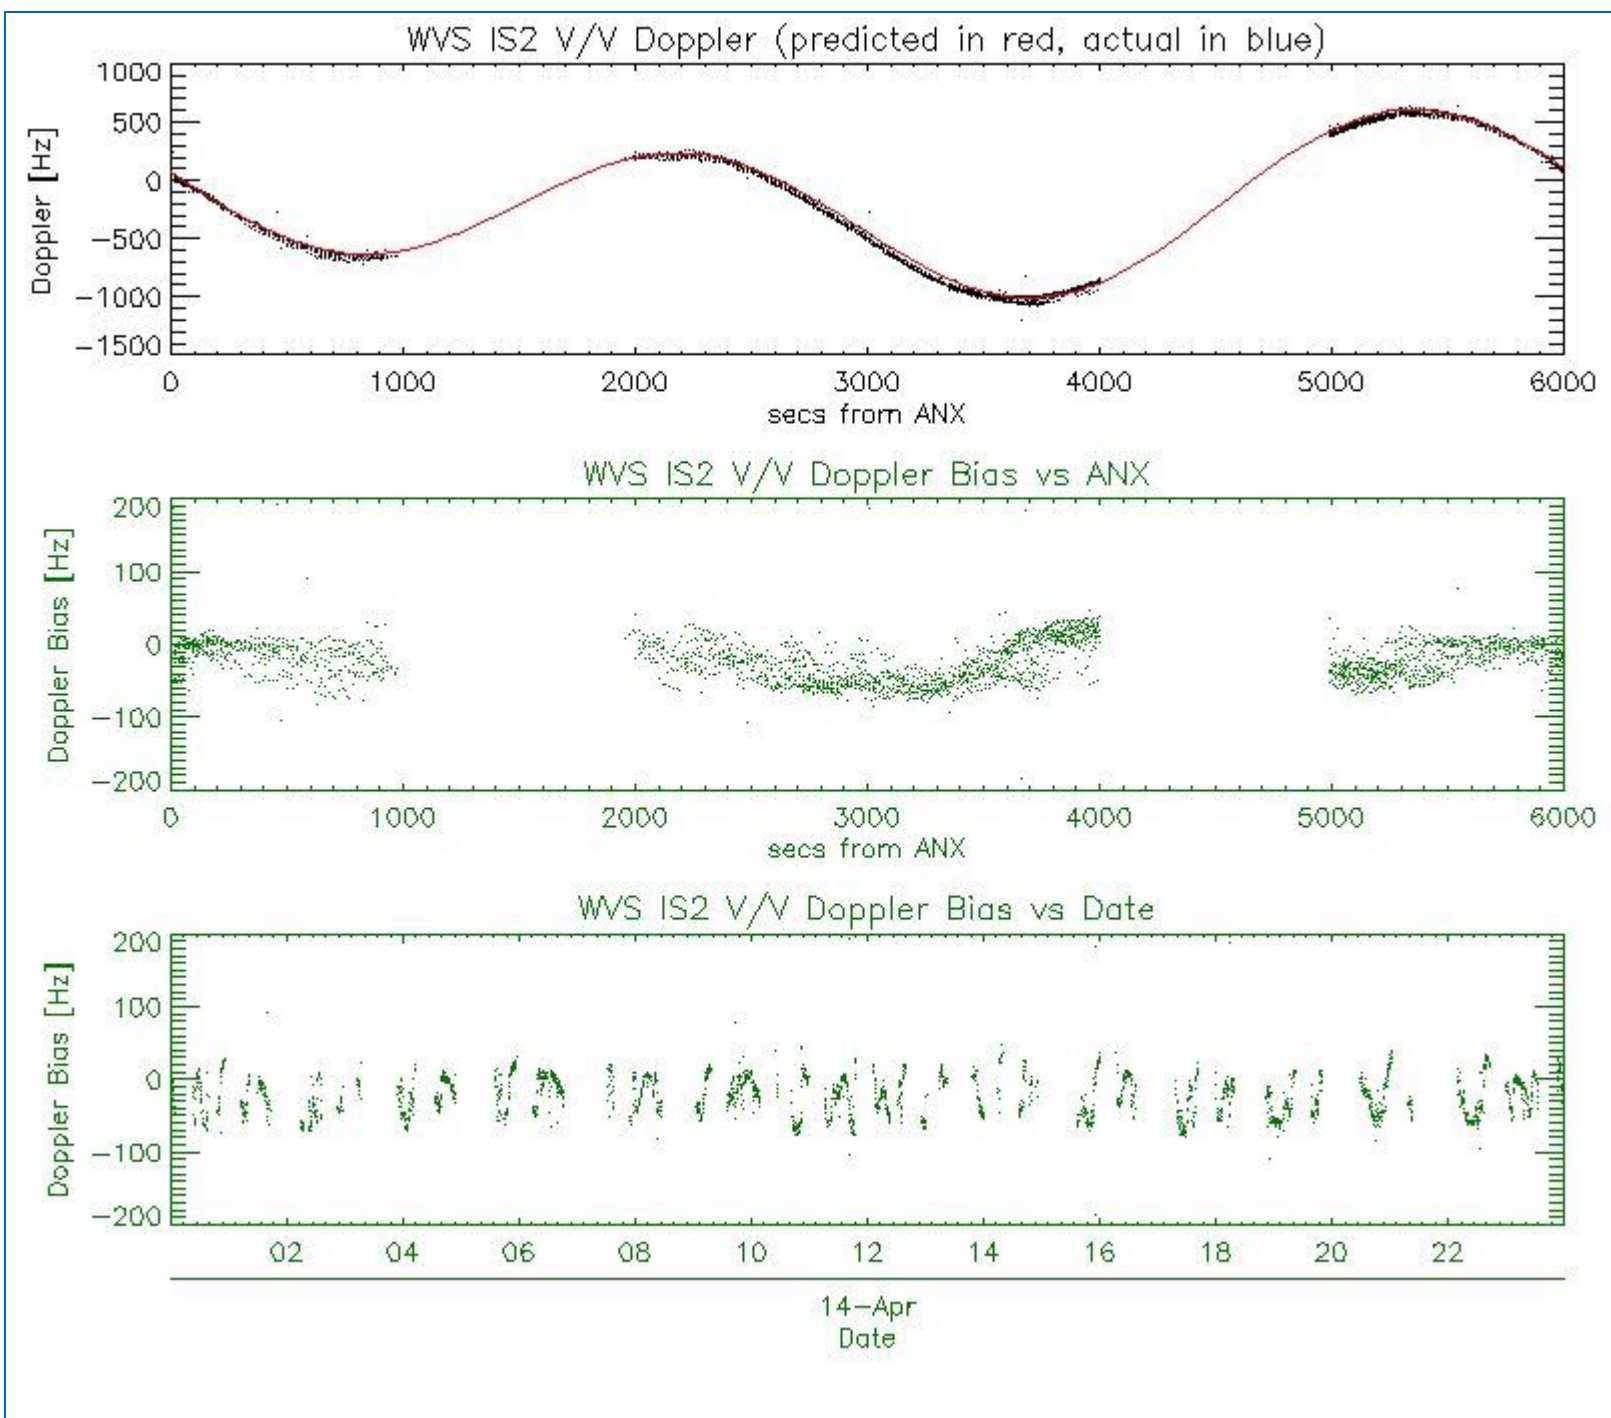 WVS IS2 V/V Doppler (predicted in red, actual in blue)
Doppler [Hz]
1000
500
0
-500
-1000
-1500
0 1000 2000 3000 4000 5000 6000
secs from ANX
WVS IS2 V/V Doppler Bias vs ANX
Doppler Bias [Hz]
200
100
0
-100
-200
0 1000 2000 3000 4000 5000 6000
secs from ANX
WVS IS2 V/V Doppler Bias vs Date
Doppler Bias [Hz]
200
100
0
-100
-200
02 04 06 08 10 12 14 16 18 20 22
14-Apr
Date